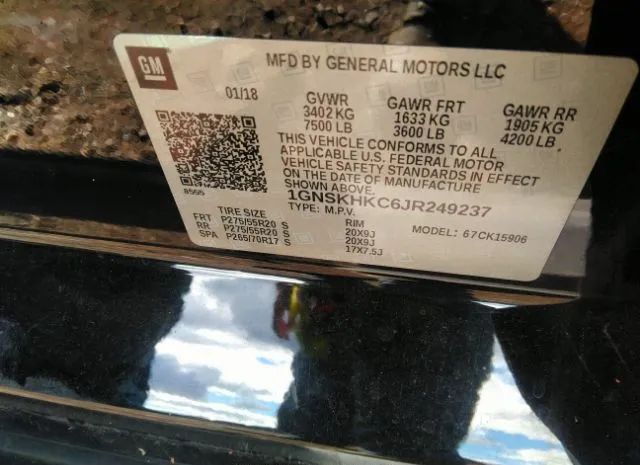 GM
MFD BY GENERAL MOTORS LLC
01/18
GVWR
3402 KG
7500 LB
GAWR FRT
1633 KG
3600 LB
GAWR RR
1905 KG
4200 LB
THIS VEHICLE CONFORMS TO ALL
APPLICABLE U.S. FEDERAL MOTOR
VEHICLE SAFETY STANDARDS IN EFFECT
ON THE DATE OF MANUFACTURE
SHOWN ABOVE.
1GNSKHKC6JR249237
TYPE: M.P.V.
67CK15906
TIRE SIZE
RIM
FRT P275/55R20 S 20X9J
RR P275/55R20 S 20X9J
SPA P265/70R17 S 17X7.5J